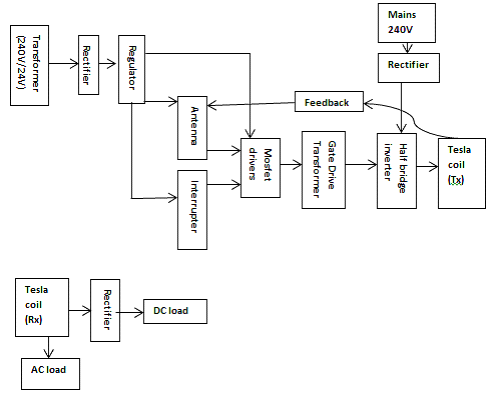 Transformer
(240V/24V)
Rectifier
Regulator
Antenna
Interrupter
Mosfet
drivers
Gate Drive
Transformer
Feedback
Mains
240V
Rectifier
Half bridge
inverter
Tesla
coil
(Tx)
Tesla
coil
(Rx)
Rectifier
DC load
AC load